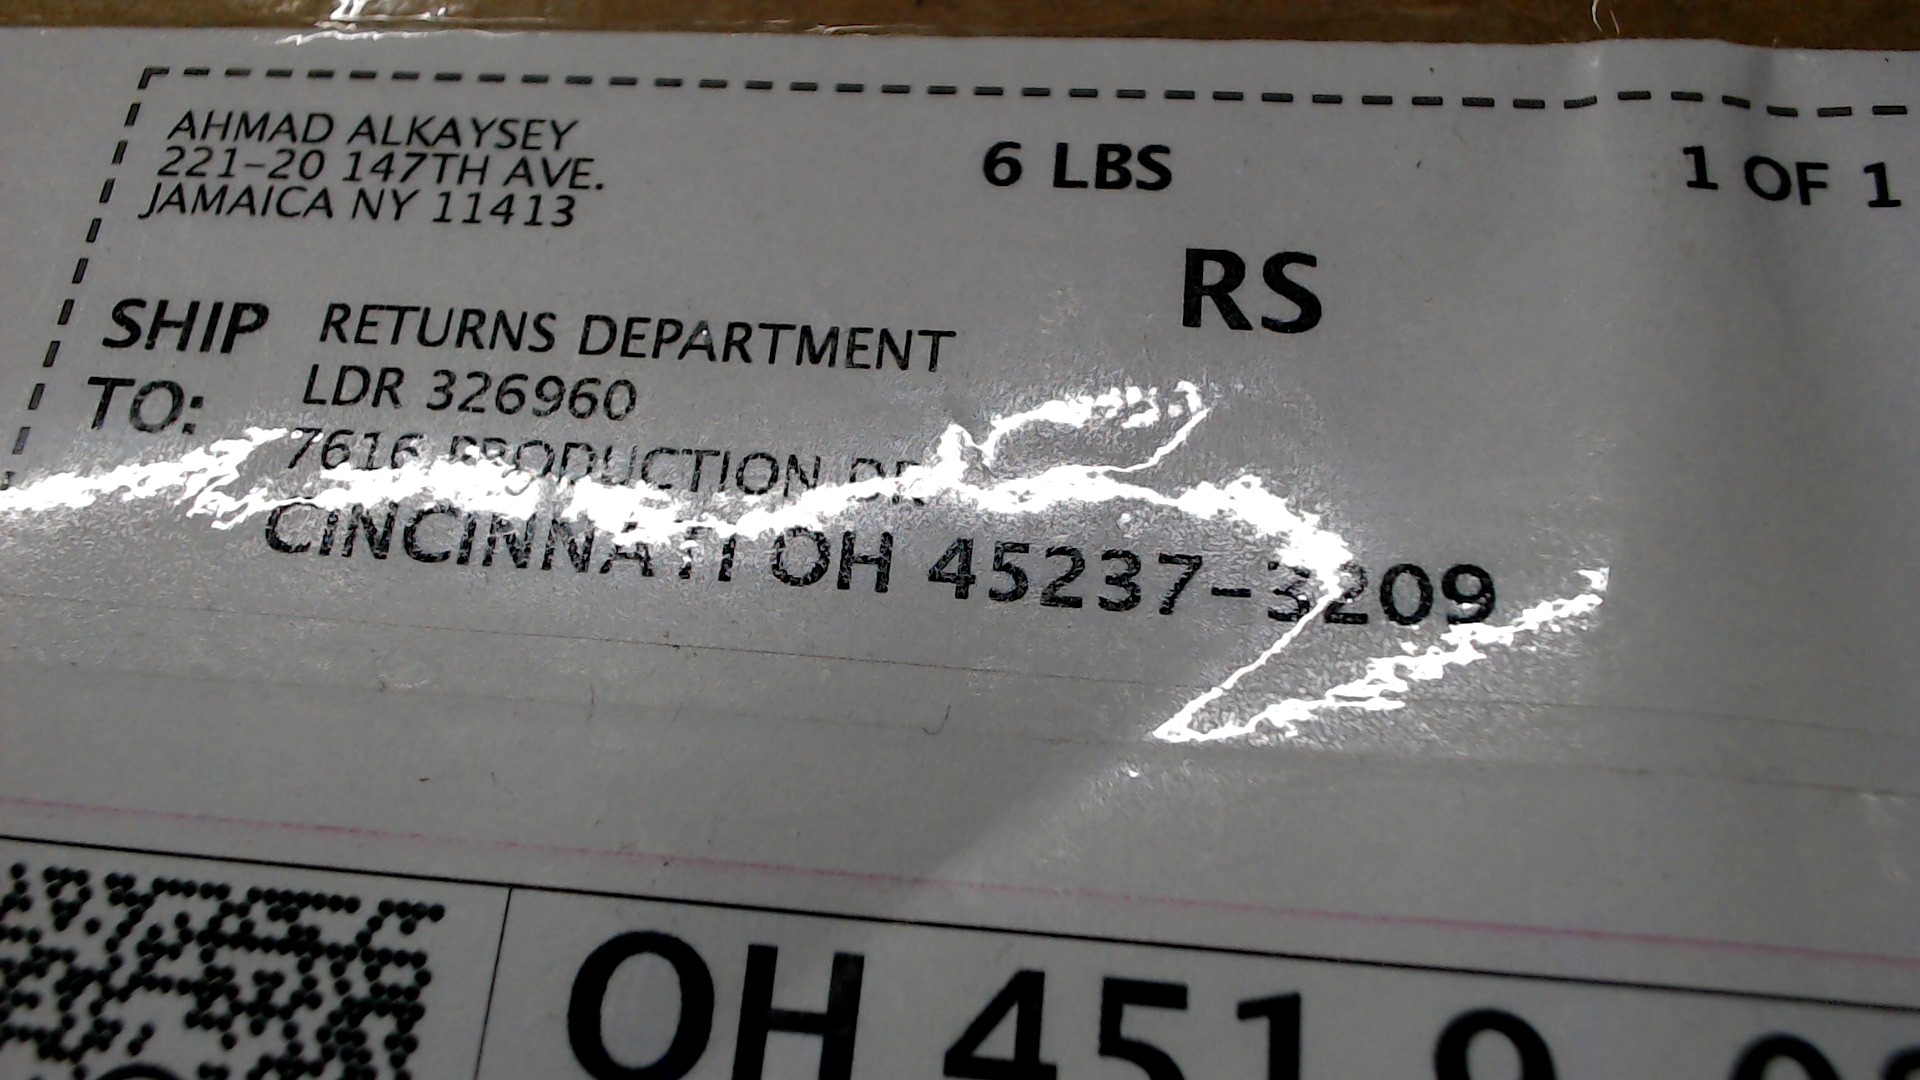 AHMAD ALKAYSEY
221-20 147TH AVE.
JAMAICA NY 11413
6 LBS
1 OF 1
RS
SHIP TO:
RETURNS DEPARTMENT
LDR 326960
7616 PRODUCTION DR
CINCINNATI OH 45237-3209
OH 451 9